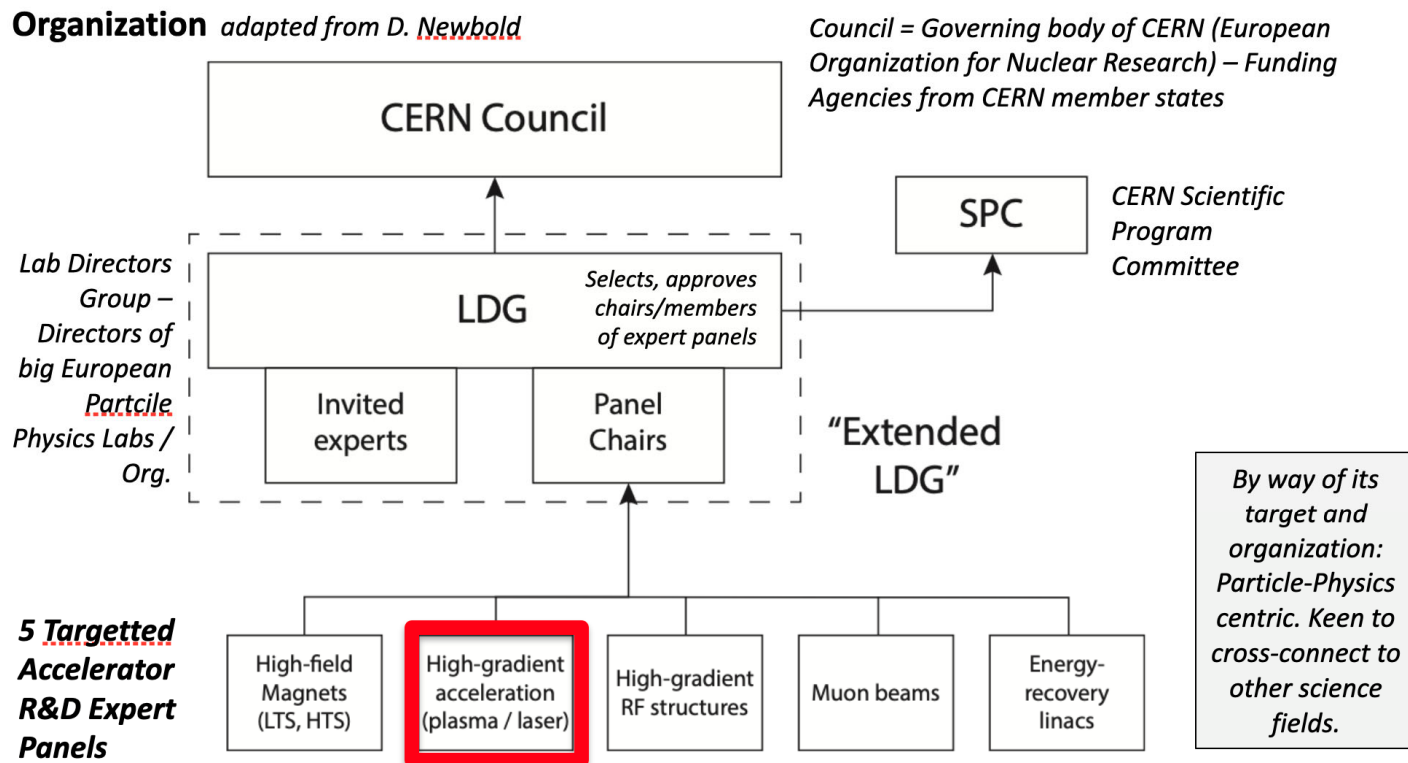 Organization adapted from D. Newbold
Council = Governing body of CERN (European
Organization for Nuclear Research) – Funding
Agencies from CERN member states
CERN Council
SPC
CERN Scientific
Program
Committee
Lab Directors
Group –
Directors of
big European
Partcile
Physics Labs /
Org.
LDG
Selects, approves
chairs/members
of expert panels
Invited
experts
Panel
Chairs
“Extended
LDG”
By way of its
target and
organization:
Particle-Physics
centric. Keen to
cross-connect to
other science
fields.
5 Targetted
Accelerator
R&D Expert
Panels
High-field
Magnets
(LTS, HTS)
High-gradient
acceleration
(plasma / laser)
High-gradient
RF structures
Muon beams
Energy-
recovery
linacs